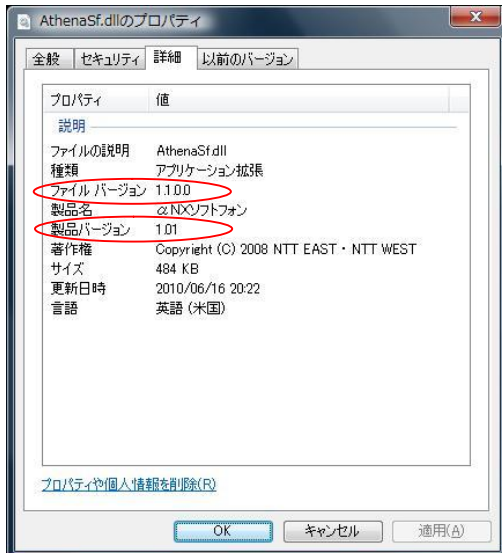 AthenaSf.dllのプロパティ
全般 セキュリティ 詳細 以前のバージョン
プロパティ 値
説明
ファイルの説明 AthenaSf.dll
種類 アプリケーション拡張
ファイル バージョン 1.1.0.0
製品名 αNXソフトフォン
製品バージョン 1.01
著作権 Copyright (C) 2008 NTT EAST・NTT WEST
サイズ 484 KB
更新日時 2010/06/16 20:22
言語 英語 (米国)
プロパティや個人情報を削除(R)
OK キャンセル 適用(A)